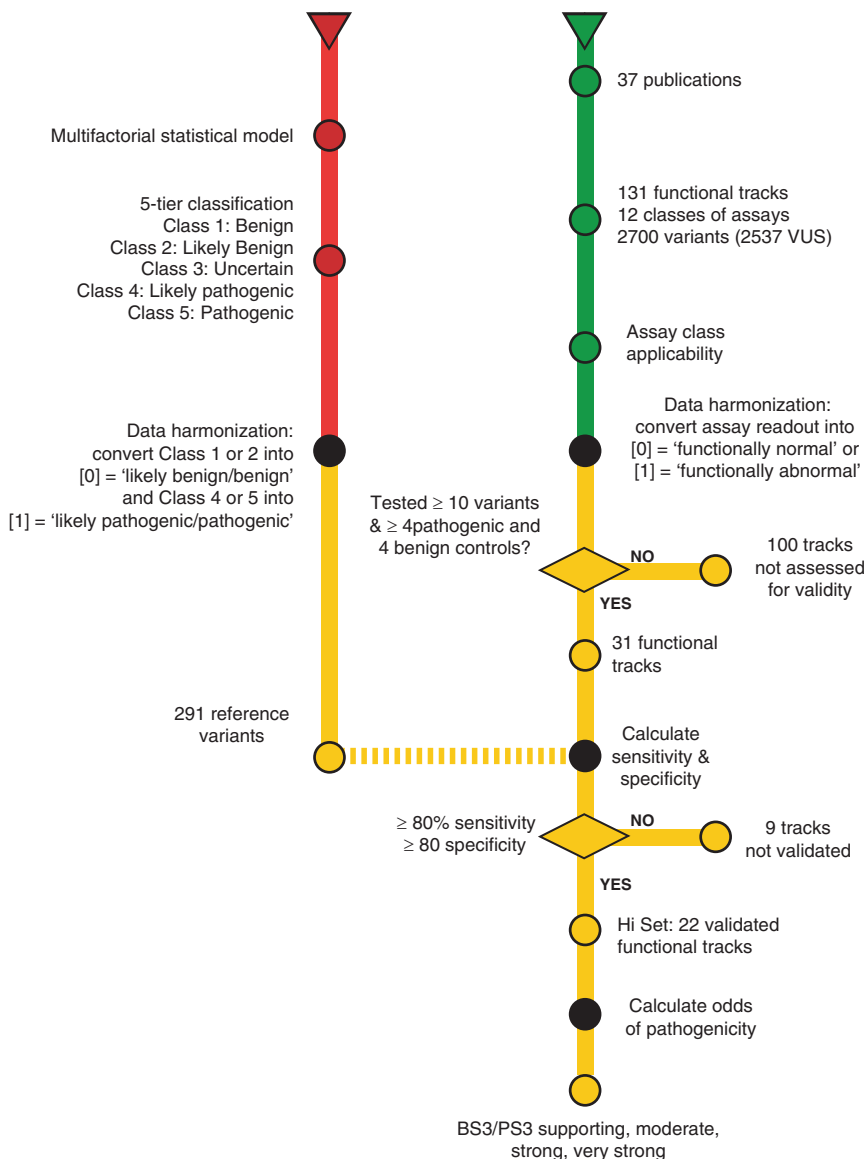 37 publications
Multifactorial statistical model
131 functional tracks
12 classes of assays
2700 variants (2537 VUS)
5-tier classification
Class 1: Benign
Class 2: Likely Benign
Class 3: Uncertain
Class 4: Likely pathogenic
Class 5: Pathogenic
Assay class
applicability
Data harmonization:
convert Class 1 or 2 into
[0] = ‘likely benign/benign’
and Class 4 or 5 into
[1] = ‘likely pathogenic/pathogenic’
Data harmonization:
convert assay readout into
[0] = ‘functionally normal’ or
[1] = ‘functionally abnormal’
Tested ≥ 10 variants
& ≥ 4pathogenic and
4 benign controls?
NO
100 tracks
not assessed
for validity
YES
31 functional
tracks
291 reference
variants
Calculate
sensitivity &
specificity
≥ 80% sensitivity
≥ 80 specificity
NO
9 tracks
not validated
YES
Hi Set: 22 validated
functional tracks
Calculate odds
of pathogenicity
BS3/PS3 supporting, moderate,
strong, very strong